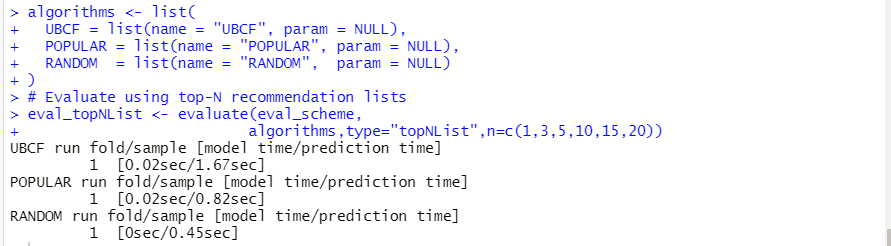 > algorithms <- list(
+   UBCF = list(name = "UBCF", param = NULL),
+   POPULAR = list(name = "POPULAR", param = NULL),
+   RANDOM  = list(name = "RANDOM",  param = NULL)
+ )
> # Evaluate using top-N recommendation lists
> eval_topNList <- evaluate(eval_scheme,
+                           algorithms,type="topNList",n=c(1,3,5,10,15,20))
UBCF run fold/sample [model time/prediction time]
         1  [0.02sec/1.67sec]
POPULAR run fold/sample [model time/prediction time]
         1  [0.02sec/0.82sec]
RANDOM run fold/sample [model time/prediction time]
         1  [0sec/0.45sec]